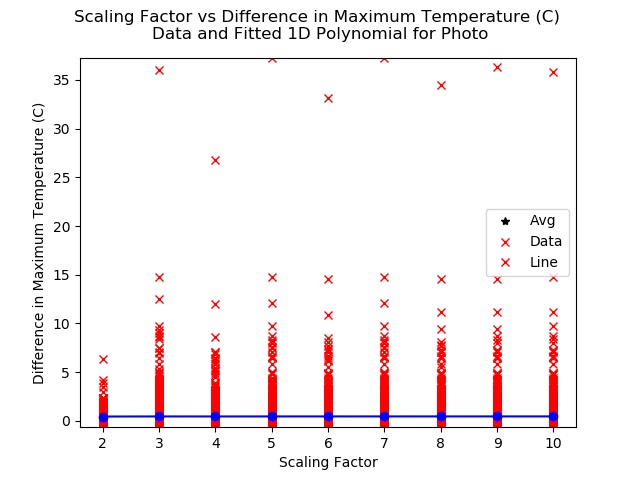 Scaling Factor vs Difference in Maximum Temperature (C)
Data and Fitted 1D Polynomial for Photo
35
30
25
20
15
10
5
0
Difference in Maximum Temperature (C)
Avg
Data
Line
2 3 4 5 6 7 8 9 10
Scaling Factor